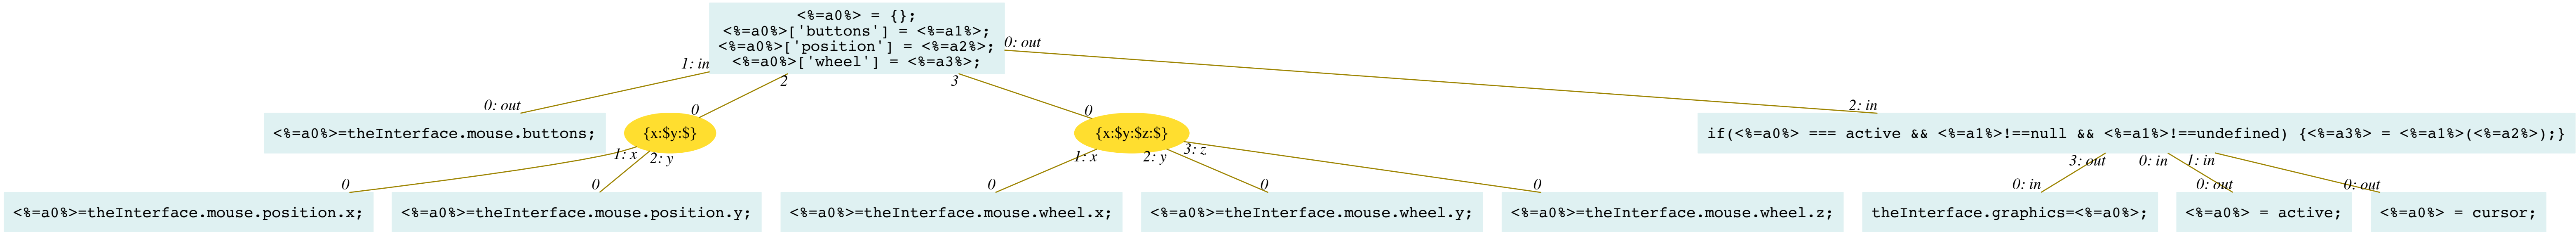 <%=a0%> = {};
<%=a0%>['buttons'] = <%=a1%>;
<%=a0%>['position'] = <%=a2%>;
<%=a0%>['wheel'] = <%=a3%>;
0: out
1: in
2
3
0: out
0
0
2: in
<%=a0%>=theInterface.mouse.buttons;
{x:$y:$}
{x:$y:$z:$}
if(<%=a0%> === active && <%=a1%>!==null && <%=a1%>!==undefined) {<%=a3%> = <%=a1%>(<%=a2%>);}
1: x
2: y
1: x
2: y
3: z
3: out
0: in
1: in
0
0
0
0
0
0: in
0: out
0: out
<%=a0%>=theInterface.mouse.position.x;
<%=a0%>=theInterface.mouse.position.y;
<%=a0%>=theInterface.mouse.wheel.x;
<%=a0%>=theInterface.mouse.wheel.y;
<%=a0%>=theInterface.mouse.wheel.z;
theInterface.graphics=<%=a0%>;
<%=a0%> = active;
<%=a0%> = cursor;